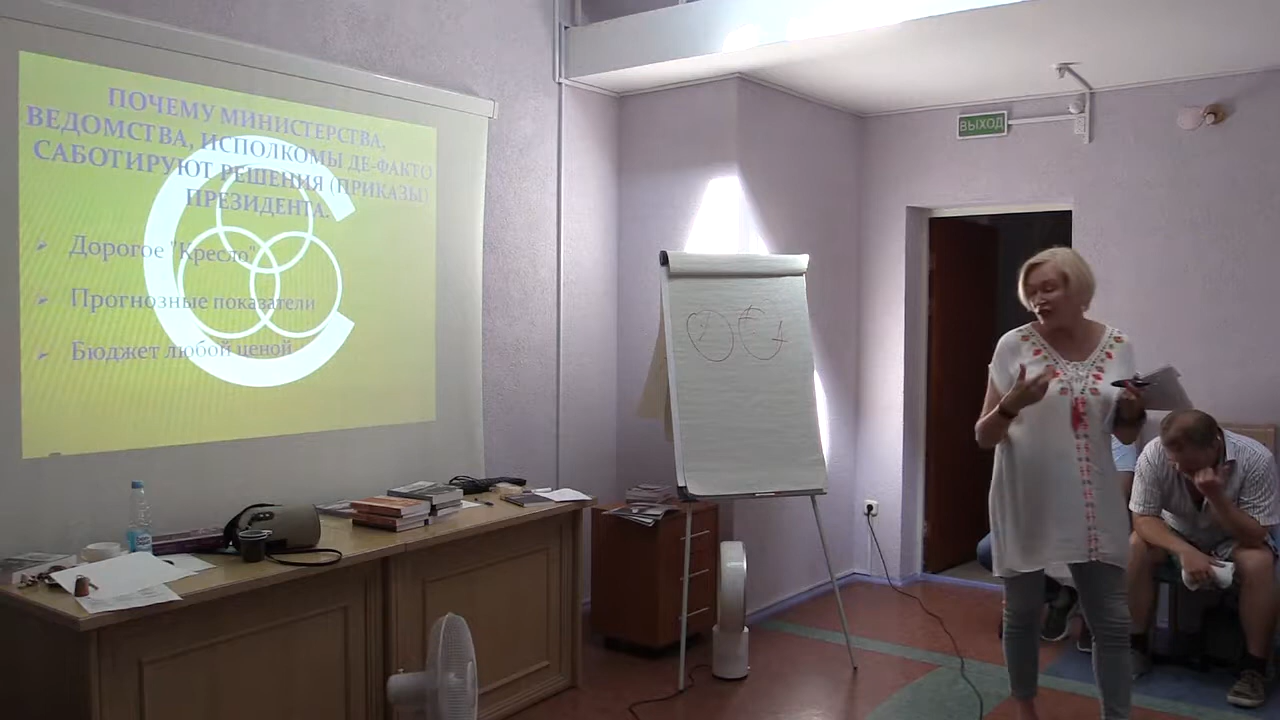 ПОЧЕМУ МИНИСТЕРСТВА,
ВЕДОМСТВА, ИСПОЛКОМЫ ДЕ-ФАКТО
САБОТИРУЮТ РЕШЕНИЯ (ПРИКАЗЫ)
ПРЕЗИДЕНТА.
Дорогое "Кресло"
Прогнозные показатели
Бюджет любой ценой
ВЫХОД